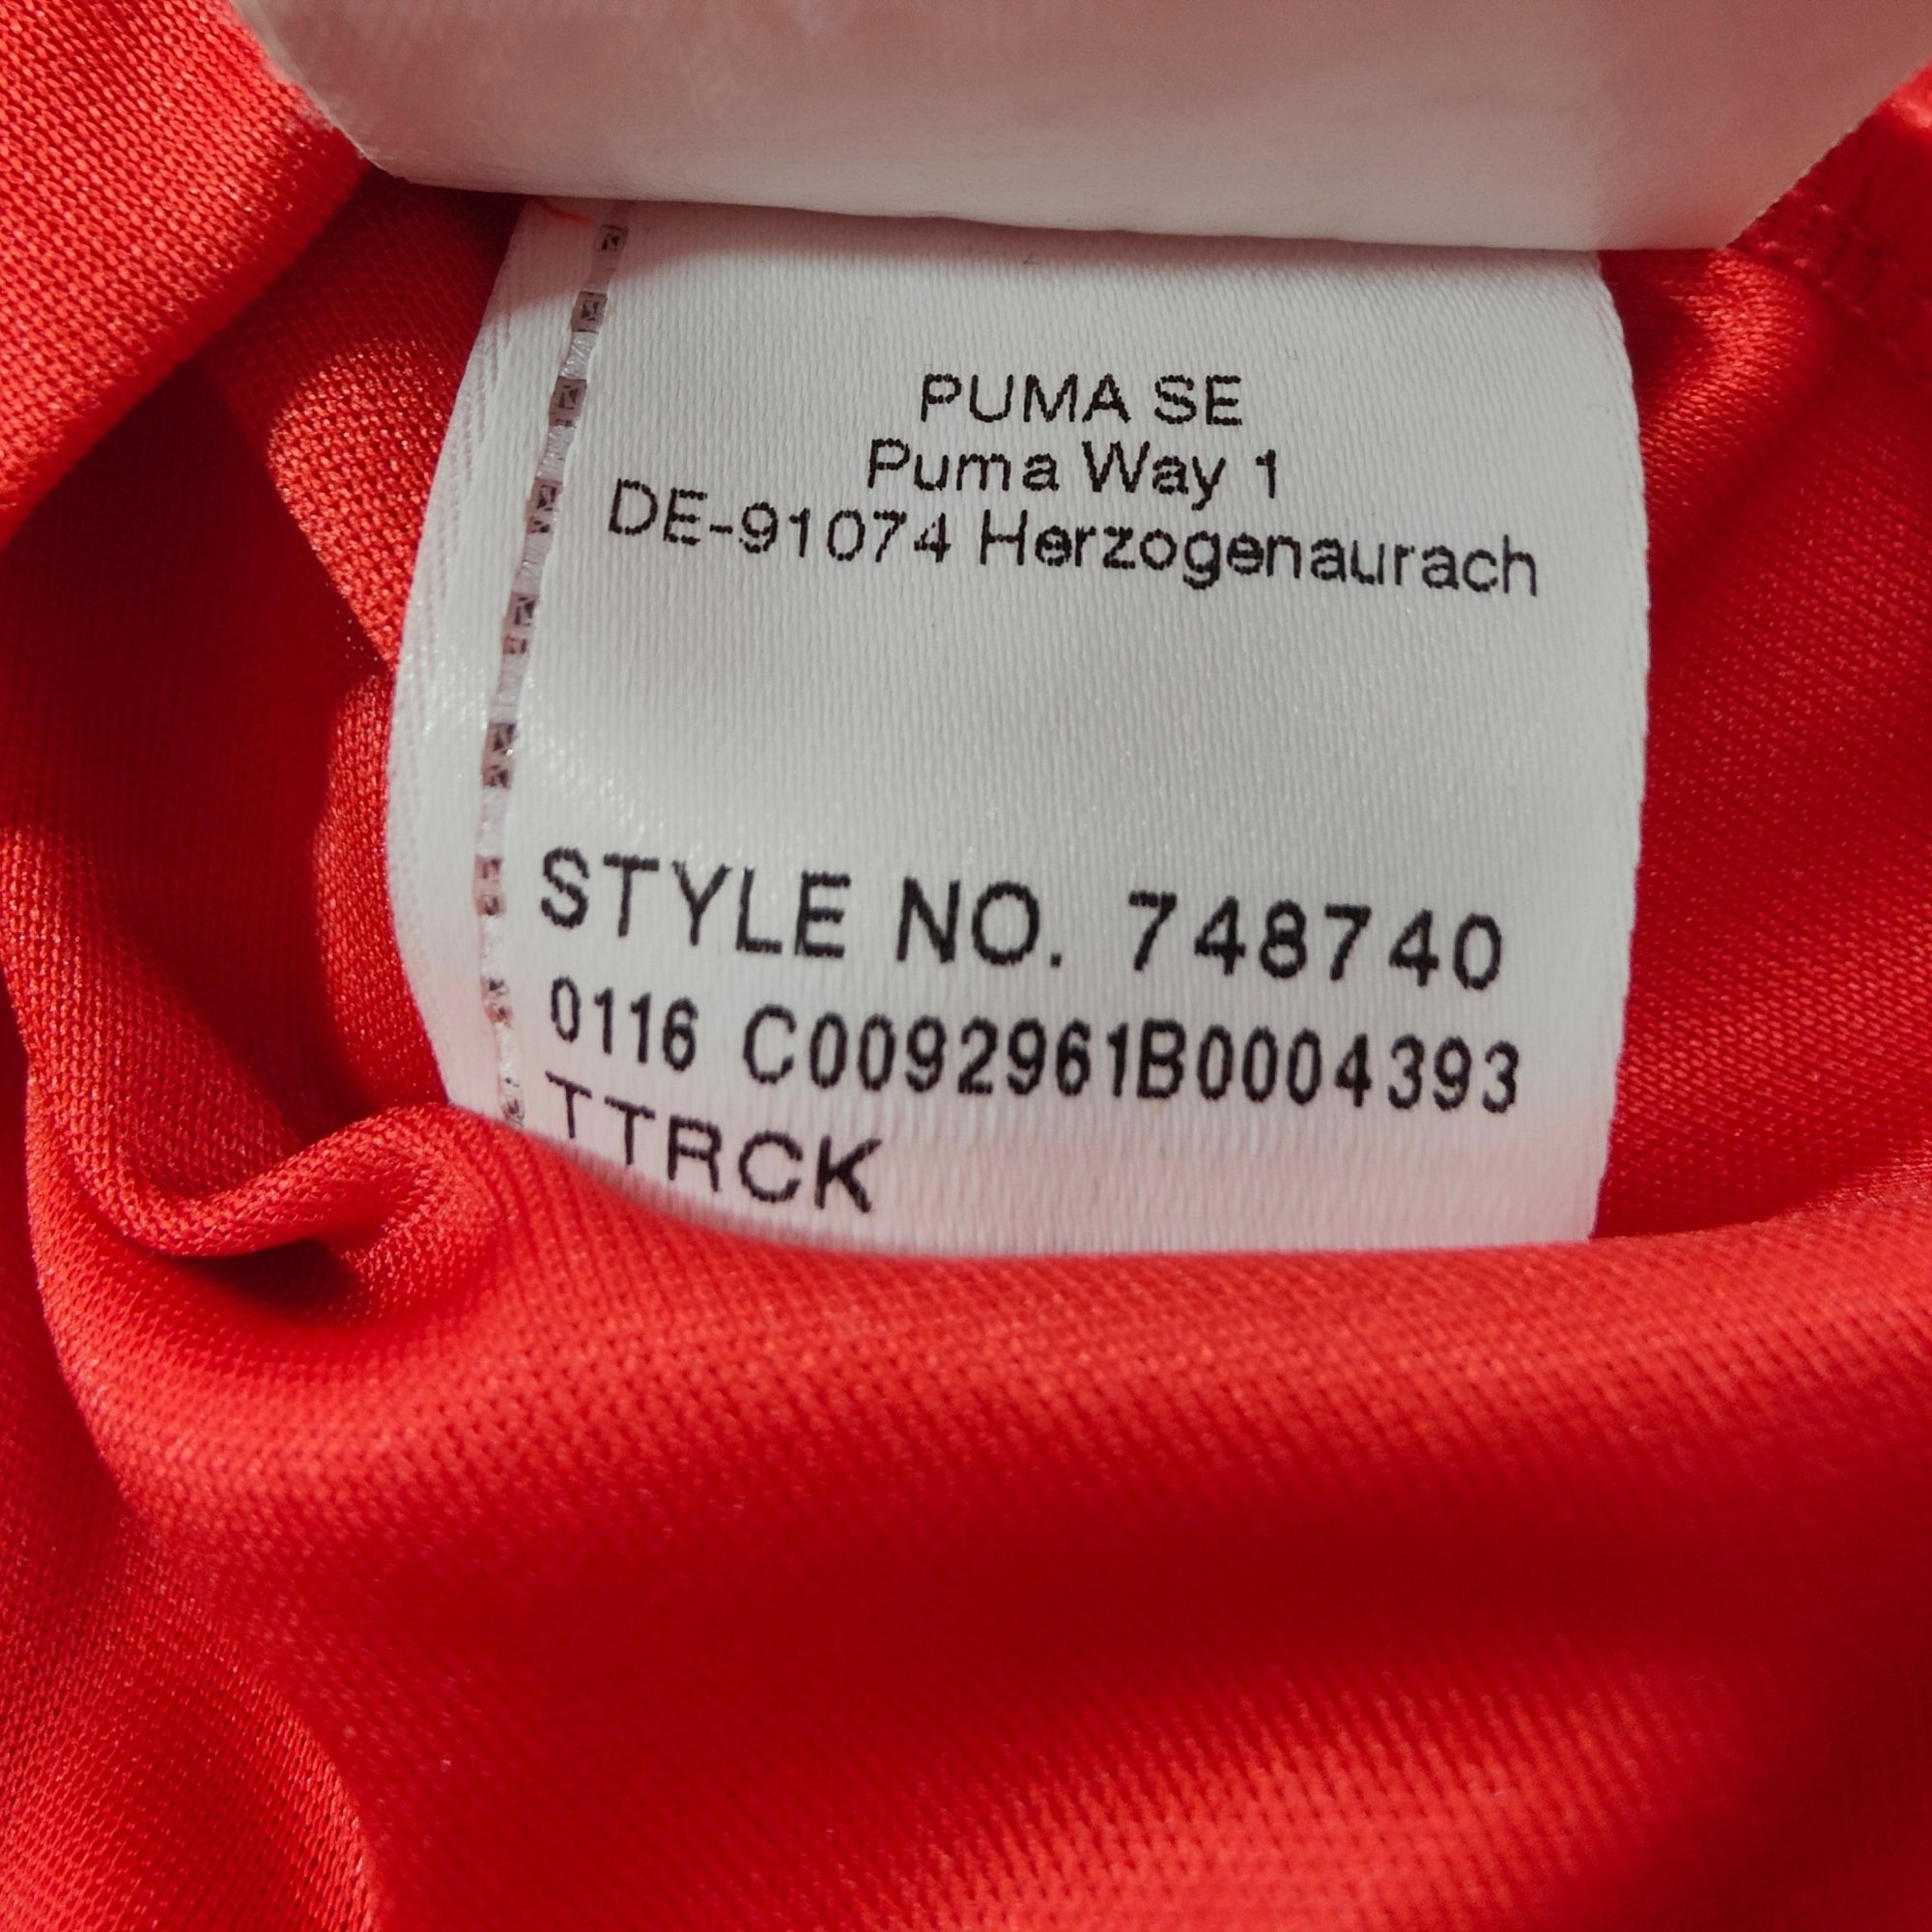 PUMA SE
Puma Way 1
DE-91074 Herzogenaurach
STYLE NO. 748740
0116 C0092961B0004393
TTRCK